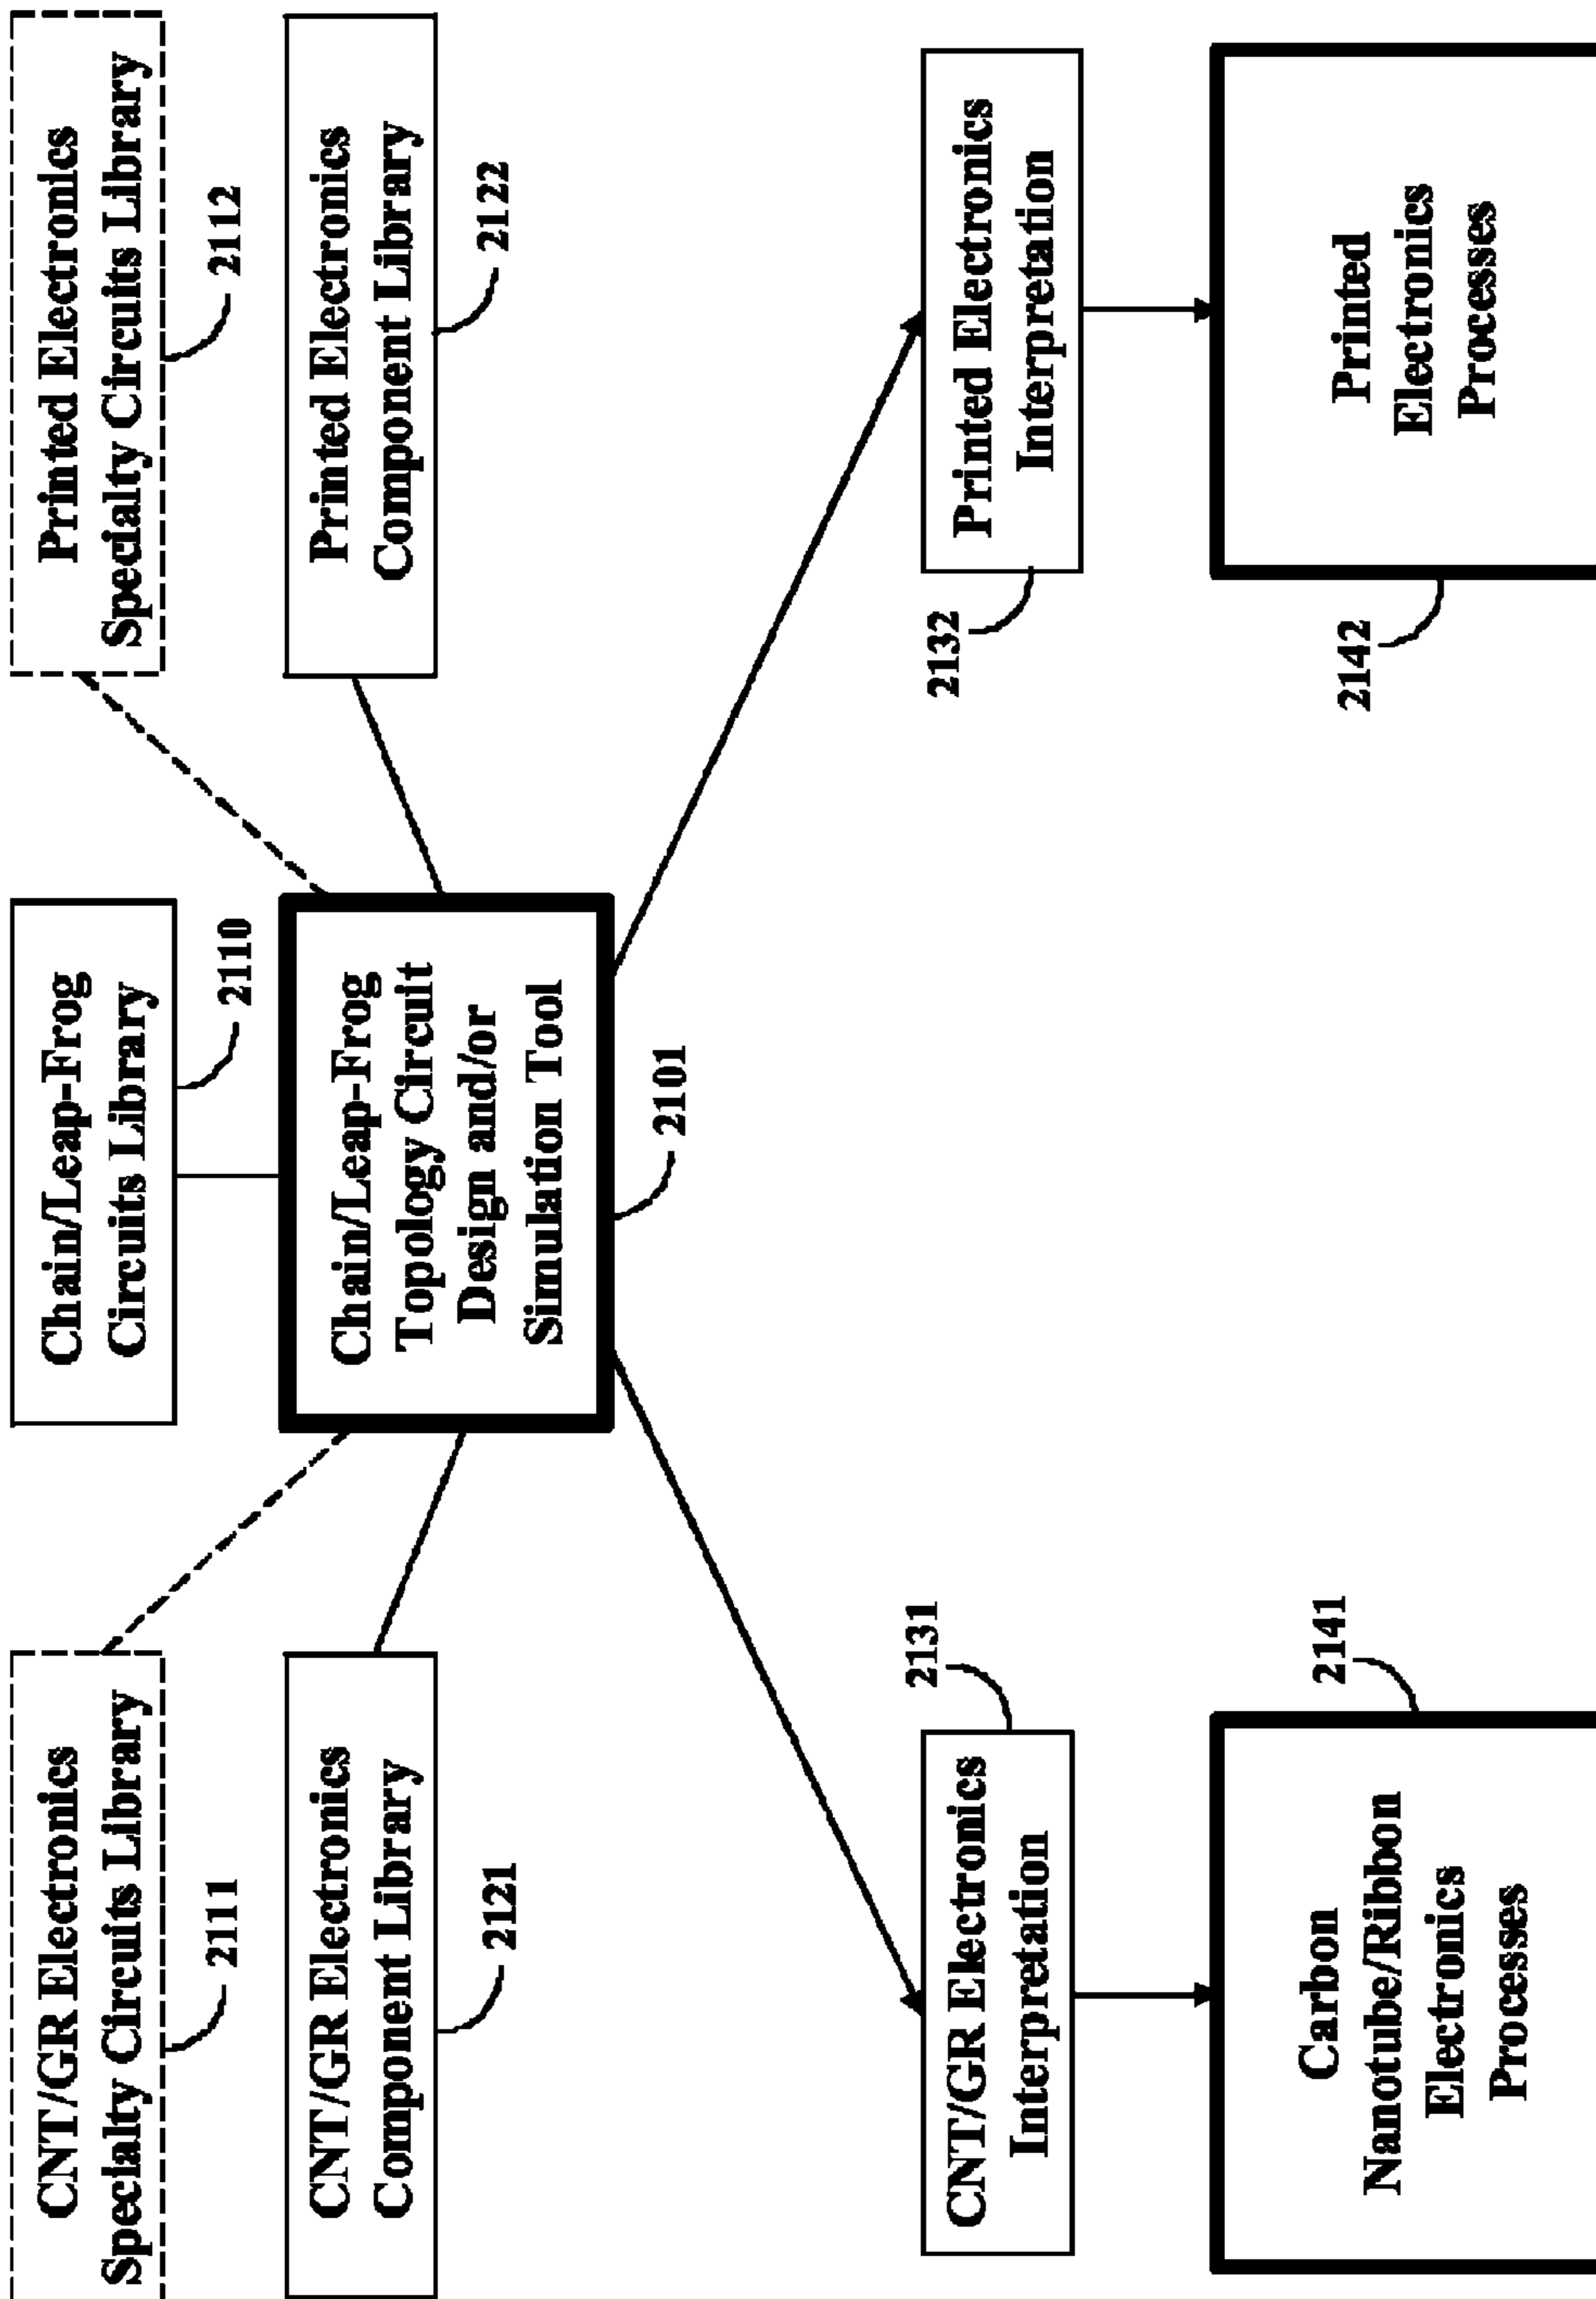 CNT/GR Electronics
Specialty Circuits Library
2111
Chain/Leap-Frog
Circuits Library
2110
Printed Electronics
Specialty Circuits Library
2112
CNT/GR Electronics
Component Library
2121
Chain/Leap-Frog
Topology Circuit
Design and/or
Simulation Tool
2101
Printed Electronics
Component Library
2122
CNT/GR Electronics
Interpretation
2131
Printed Electronics
Interpretation
2132
Carbon
Nanotube/Ribbon
Electronics
Processes
2141
Printed
Electronics
Processes
2142